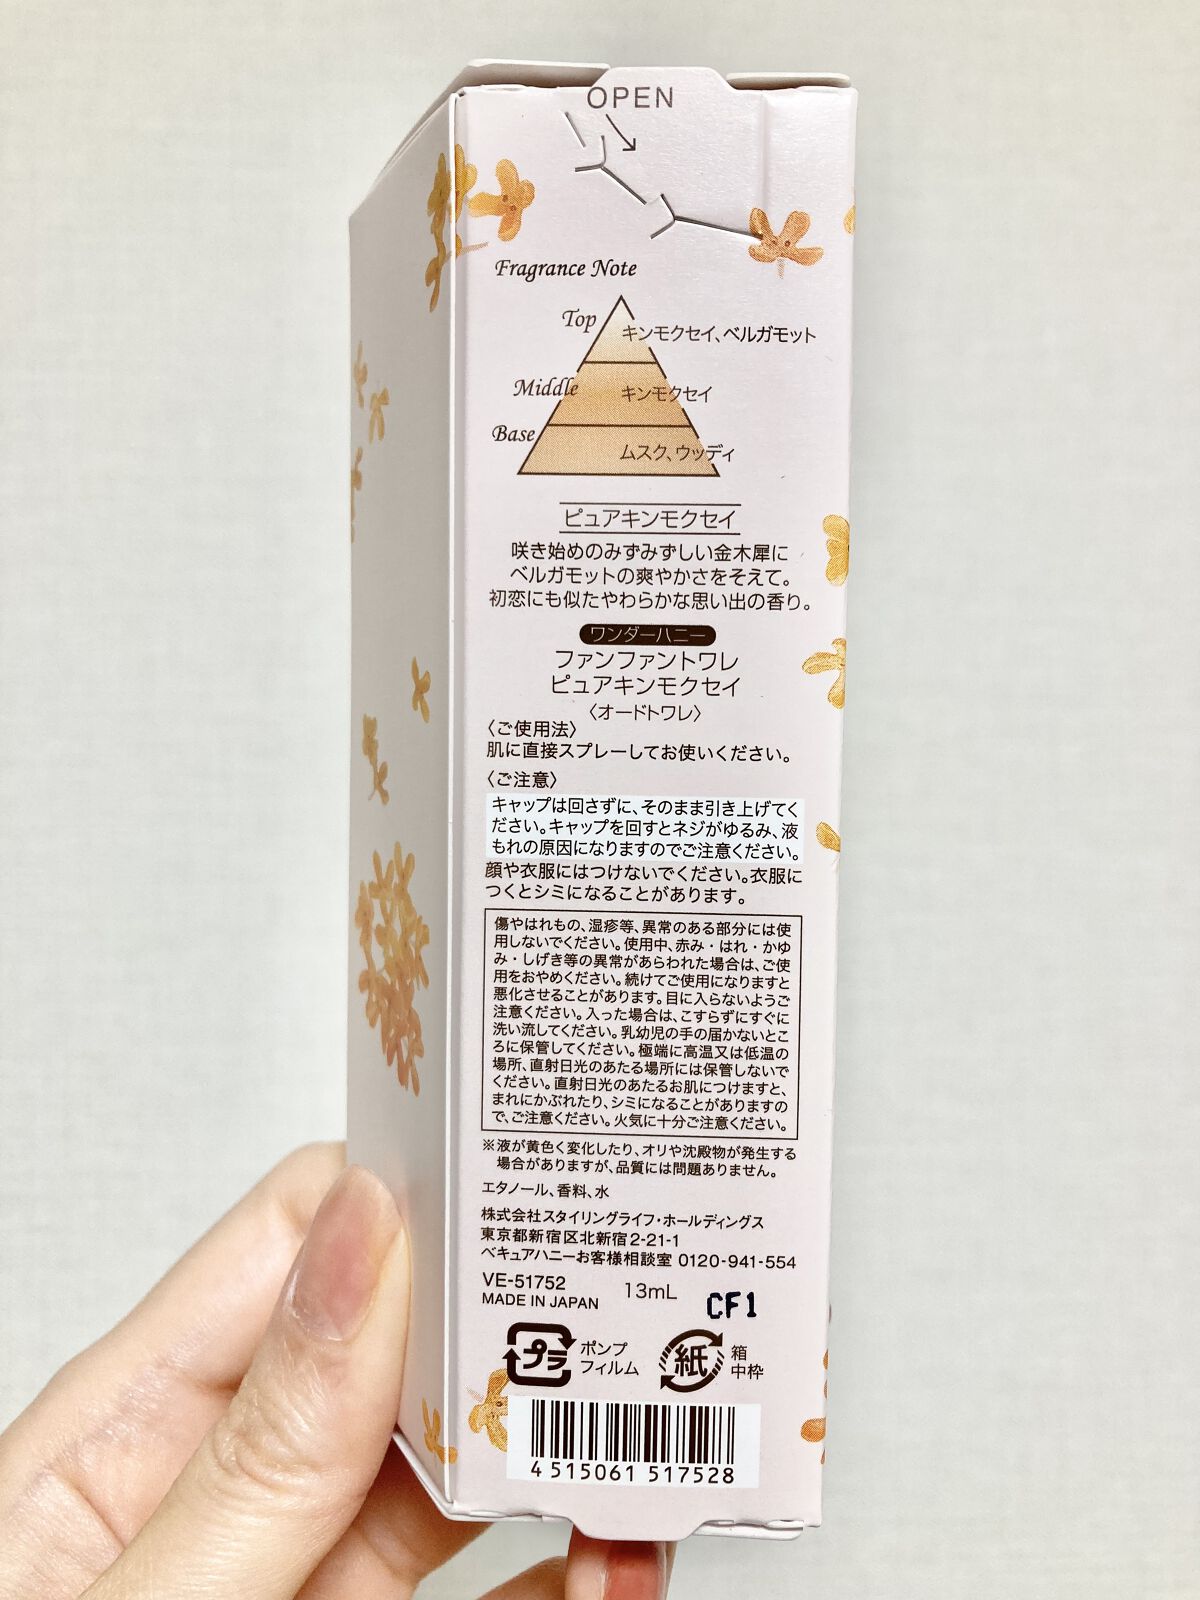 OPEN
Fragrance Note
Top キンモクセイ、ベルガモット
Middle キンモクセイ
Base ムスク、ウッディ
ピュアキンモクセイ
咲き始めのみずみずしい金木犀に
ベルガモットの爽やかさをそえて。
初恋にも似たやわらかな思い出の香り。
ワンダーハニー
ファンファントワレ
ピュアキンモクセイ
〈オードトワレ〉
〈ご使用法〉
肌に直接スプレーしてお使いください。
〈ご注意〉
キャップは回さずに、そのまま引き上げてく
ださい。キャップを回すとネジがゆるみ、液
もれの原因になりますのでご注意ください。
顔や衣服にはつけないでください。衣服に
つくとシミになることがあります。
傷やはれもの、湿疹等、異常のある部分には使
用しないでください。使用中、赤み・はれ・かゆ
み・しげき等の異常があらわれた場合は、ご使
用をおやめください。続けてご使用になりますと
悪化させることがあります。目に入らないようご
注意ください。入った場合は、こすらずにすぐに
洗い流してください。乳幼児の手の届かないとこ
ろに保管してください。極端に高温又は低温の
場所、直射日光のあたる場所には保管しないで
ください。直射日光のあたるお肌につけますと、
まれにかぶれたり、シミになることがありますの
で、ご注意ください。火気に十分ご注意ください。
※液が黄色く変化したり、オリや沈殿物が発生する
場合がありますが、品質には問題ありません。
エタノール、香料、水
株式会社スタイリングライフ・ホールディングス
東京都新宿区北新宿2-21-1
ベキュアハニーお客様相談室 0120-941-554
VE-51752
MADE IN JAPAN
13mL
CF1
プラ ポンプ
フィルム
紙 箱
中枠
4 515061 517528